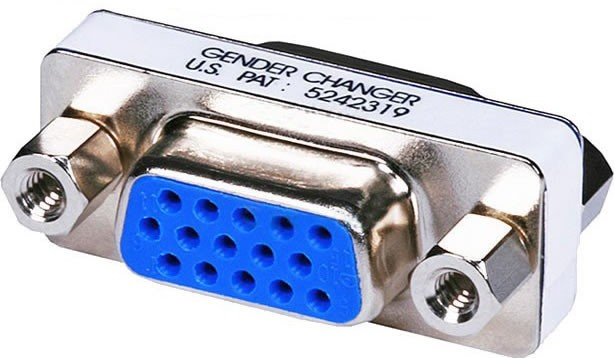 GENDER CHANGER
U.S. PAT : 5242319